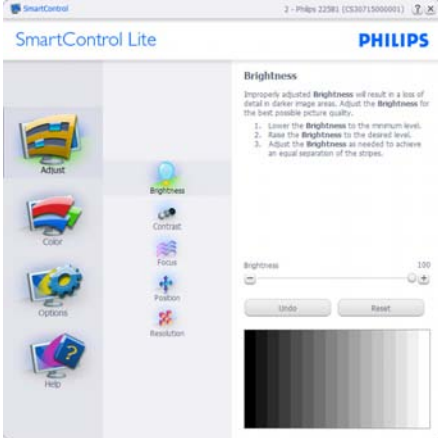 SmartControl
2 - Philips 225B1 (CS30715000001)
? X
SmartControl Lite
PHILIPS
Adjust
Color
Options
Help
Brightness
Contrast
Focus
Position
Resolution
Brightness
Improperly adjusted Brightness will result in a loss of
detail in darker image areas. Adjust the Brightness for
the best possible picture quality.
1. Lower the Brightness to the minimum level.
2. Raise the Brightness to the desired level.
3. Adjust the Brightness as needed to achieve
an equal separation of the stripes.
Brightness 100
Undo Reset